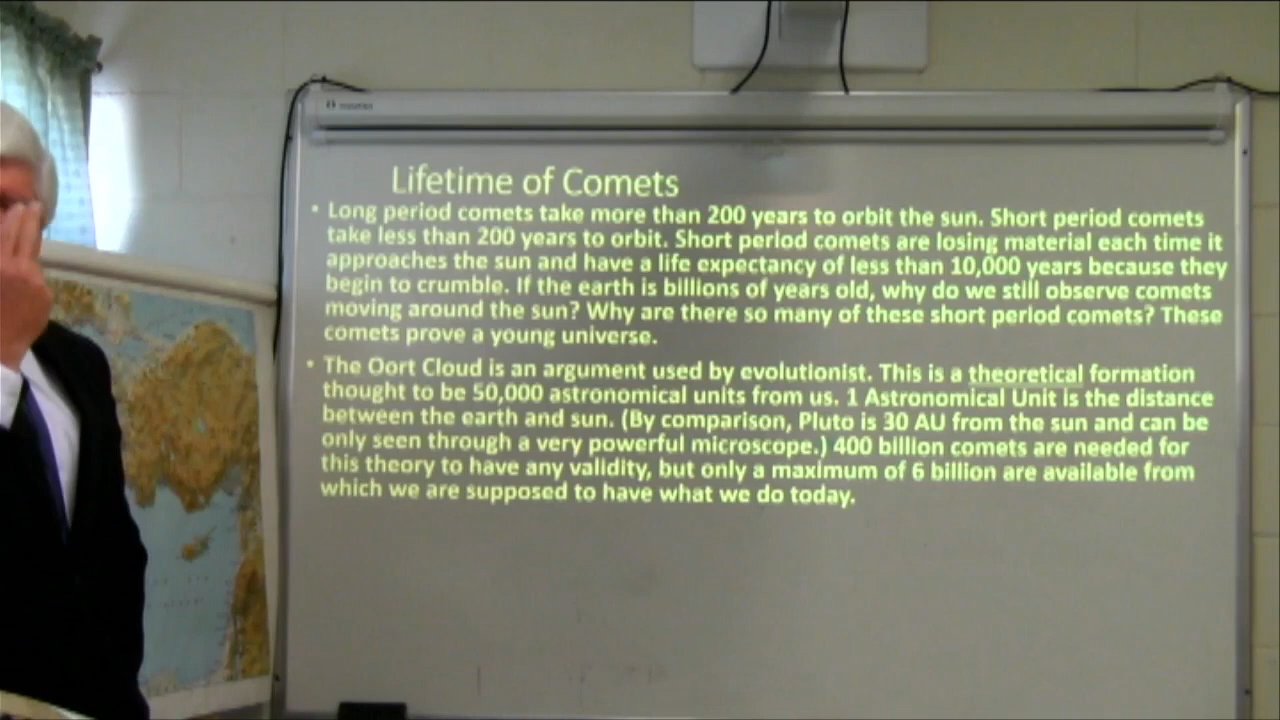 Lifetime of Comets
• Long period comets take more than 200 years to orbit the sun. Short period comets
take less than 200 years to orbit. Short period comets are losing material each time it
approaches the sun and have a life expectancy of less than 10,000 years because they
begin to crumble. If the earth is billions of years old, why do we still observe comets
moving around the sun? Why are there so many of these short period comets? These
comets prove a young universe.
• The Oort Cloud is an argument used by evolutionist. This is a theoretical formation
thought to be 50,000 astronomical units from us. 1 Astronomical Unit is the distance
between the earth and sun. (By comparison, Pluto is 30 AU from the sun and can be
only seen through a very powerful microscope.) 400 billion comets are needed for
this theory to have any validity, but only a maximum of 6 billion are available from
which we are supposed to have what we do today.